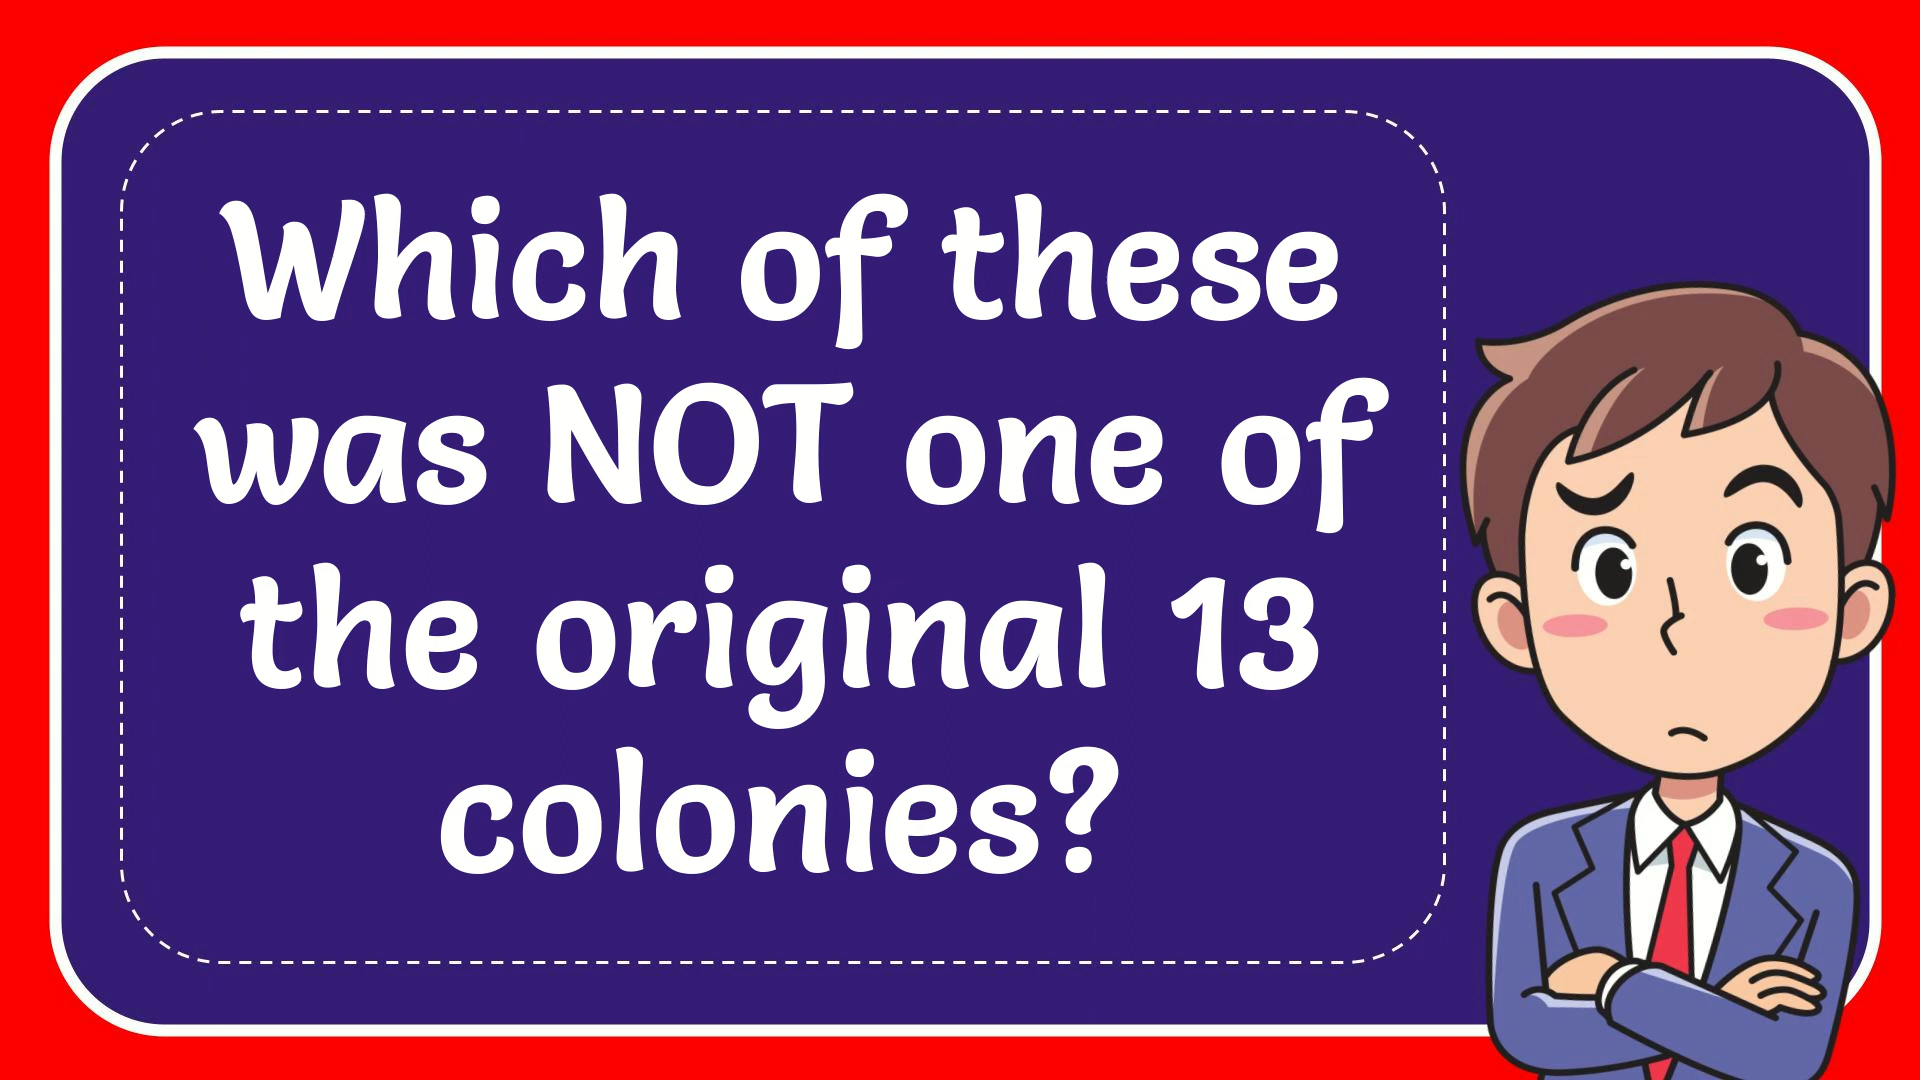 Which of these
was NOT one of
the original 13
colonies?